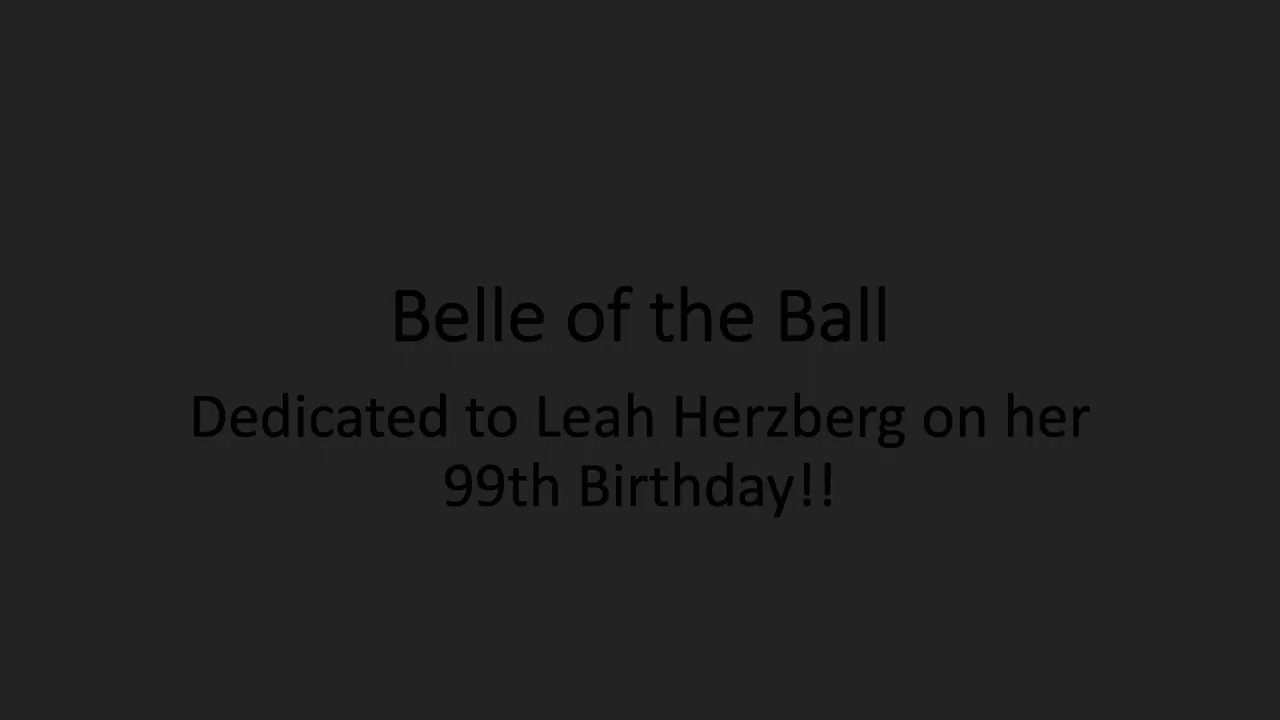 Belle of the Ball
Dedicated to Leah Herzberg on her
99th Birthday!!